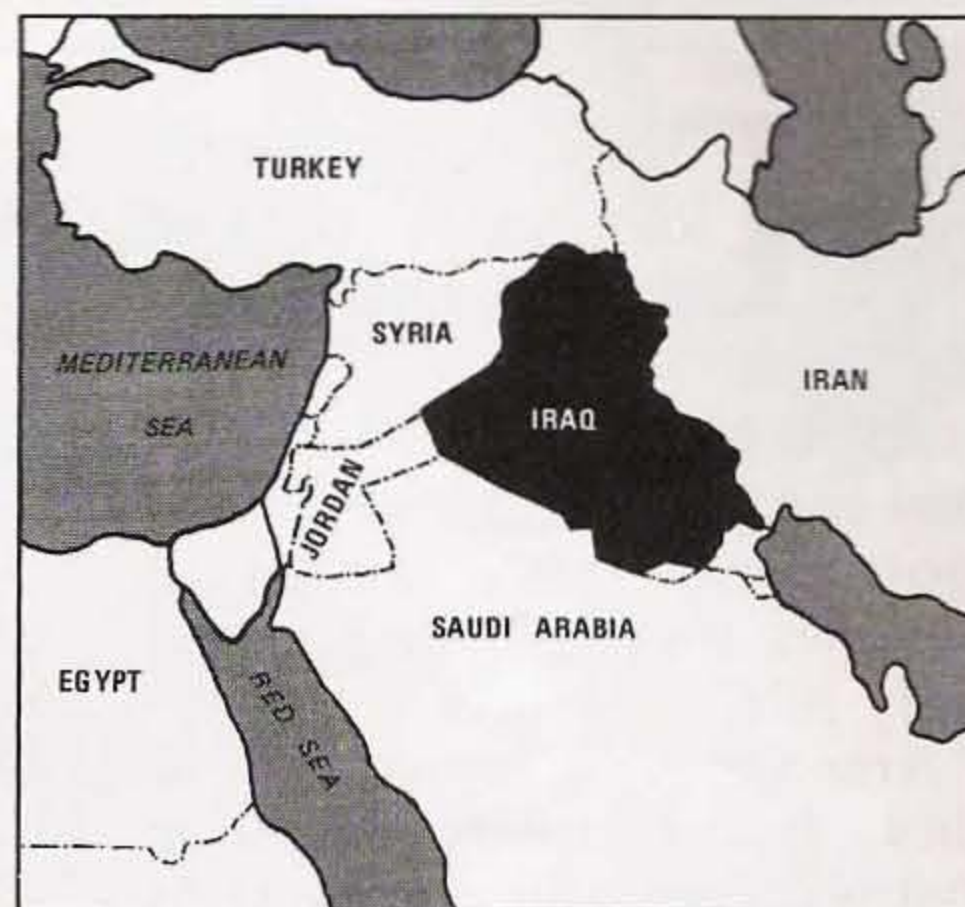 TURKEY
SYRIA
MEDITERRANEAN
SEA
IRAQ
IRAN
JORDAN
SAUDI ARABIA
EGYPT
RED SEA